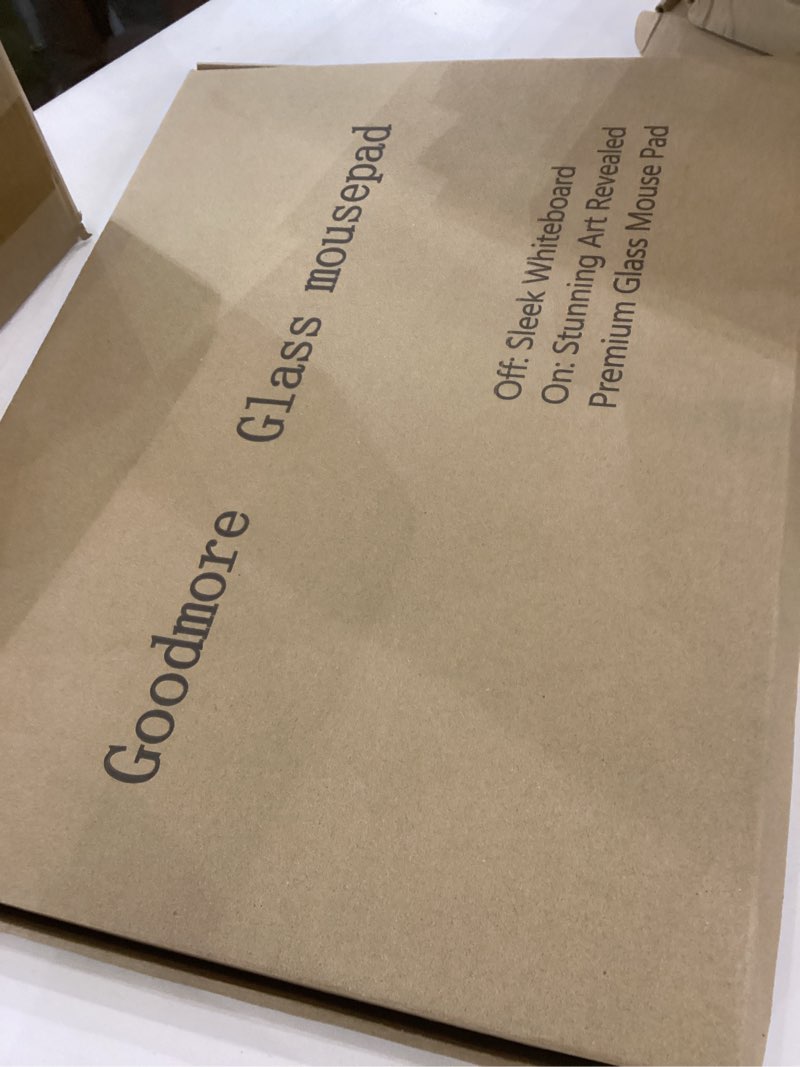 Goodmore Glass mousepad
Off: Sleek Whiteboard
On: Stunning Art Revealed
Premium Glass Mouse Pad